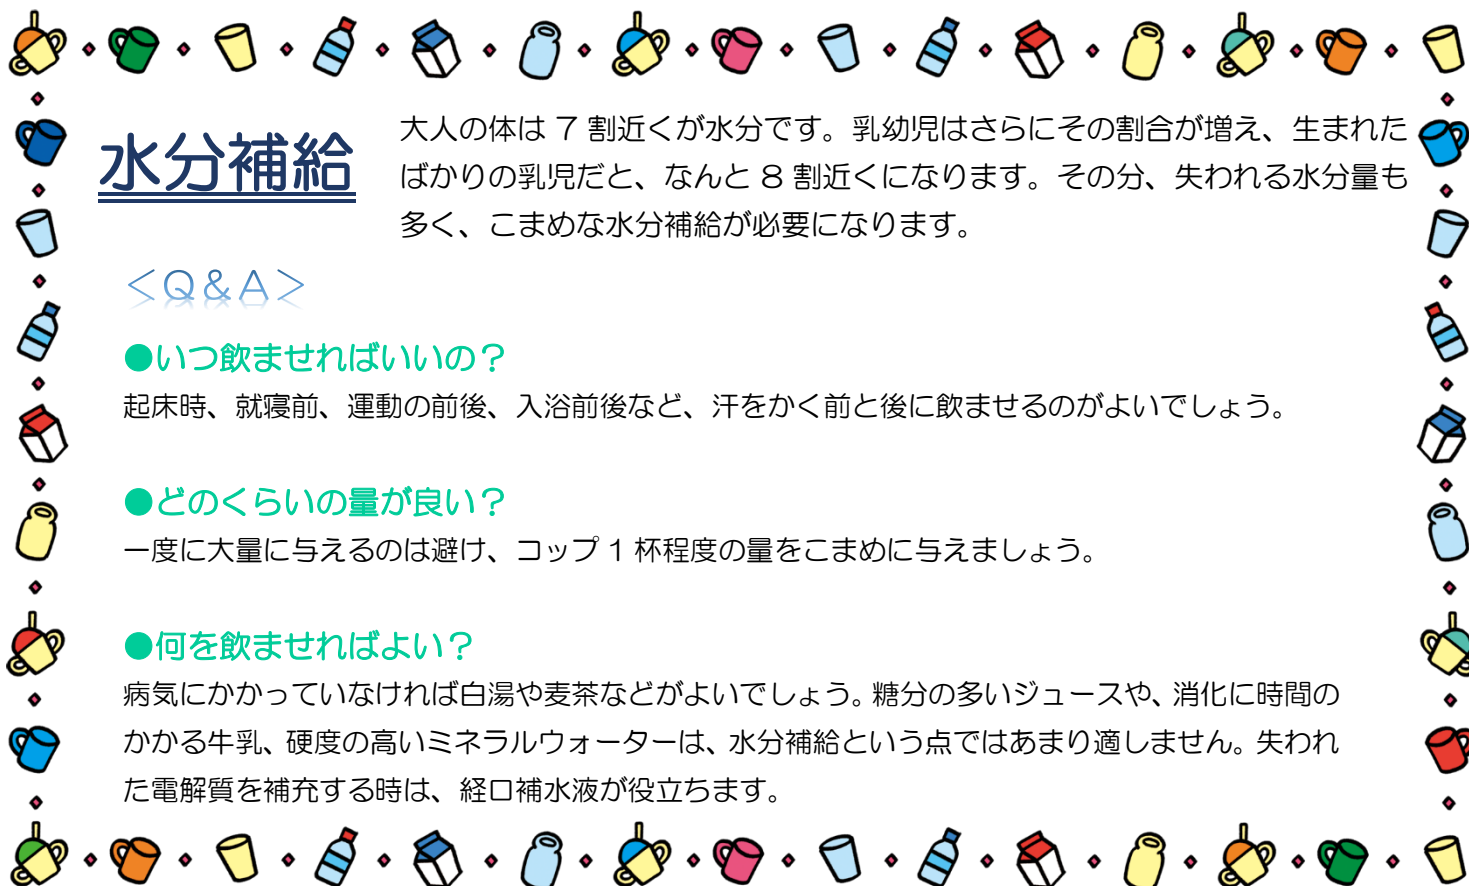 水分補給
大人の体は 7 割近くが水分です。乳幼児はさらにその割合が増え、生まれた
ばかりの乳児だと、なんと 8 割近くになります。その分、失われる水分量も
多く、こまめな水分補給が必要になります。
＜Q＆A＞
●いつ飲ませればいいの？
起床時、就寝前、運動の前後、入浴前後など、汗をかく前と後に飲ませるのがよいでしょう。
●どのくらいの量が良い？
一度に大量に与えるのは避け、コップ 1 杯程度の量をこまめに与えましょう。
●何を飲ませればよい？
病気にかかっていなければ白湯や麦茶などがよいでしょう。糖分の多いジュースや、消化に時間の
かかる牛乳、硬度の高いミネラルウォーターは、水分補給という点ではあまり適しません。失われ
た電解質を補充する時は、経口補水液が役立ちます。